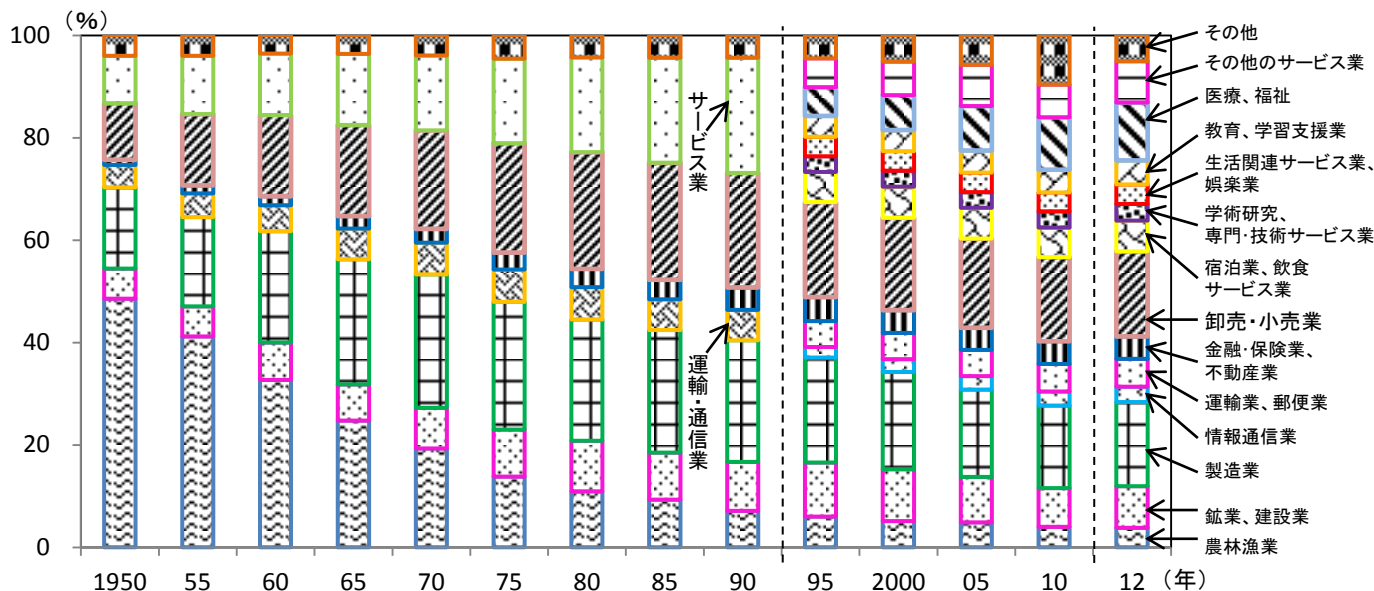 (%)
100
80
60
40
20
0
1950 55 60 65 70 75 80 85 90 95 2000 05 10 12 (年)
サービス業
運輸・通信業
その他
その他のサービス業
医療、福祉
教育、学習支援業
生活関連サービス業、
娯楽業
学術研究、
専門・技術サービス業
宿泊業、飲食
サービス業
卸売・小売業
金融・保険業、
不動産業
運輸業、郵便業
情報通信業
製造業
鉱業、建設業
農林漁業